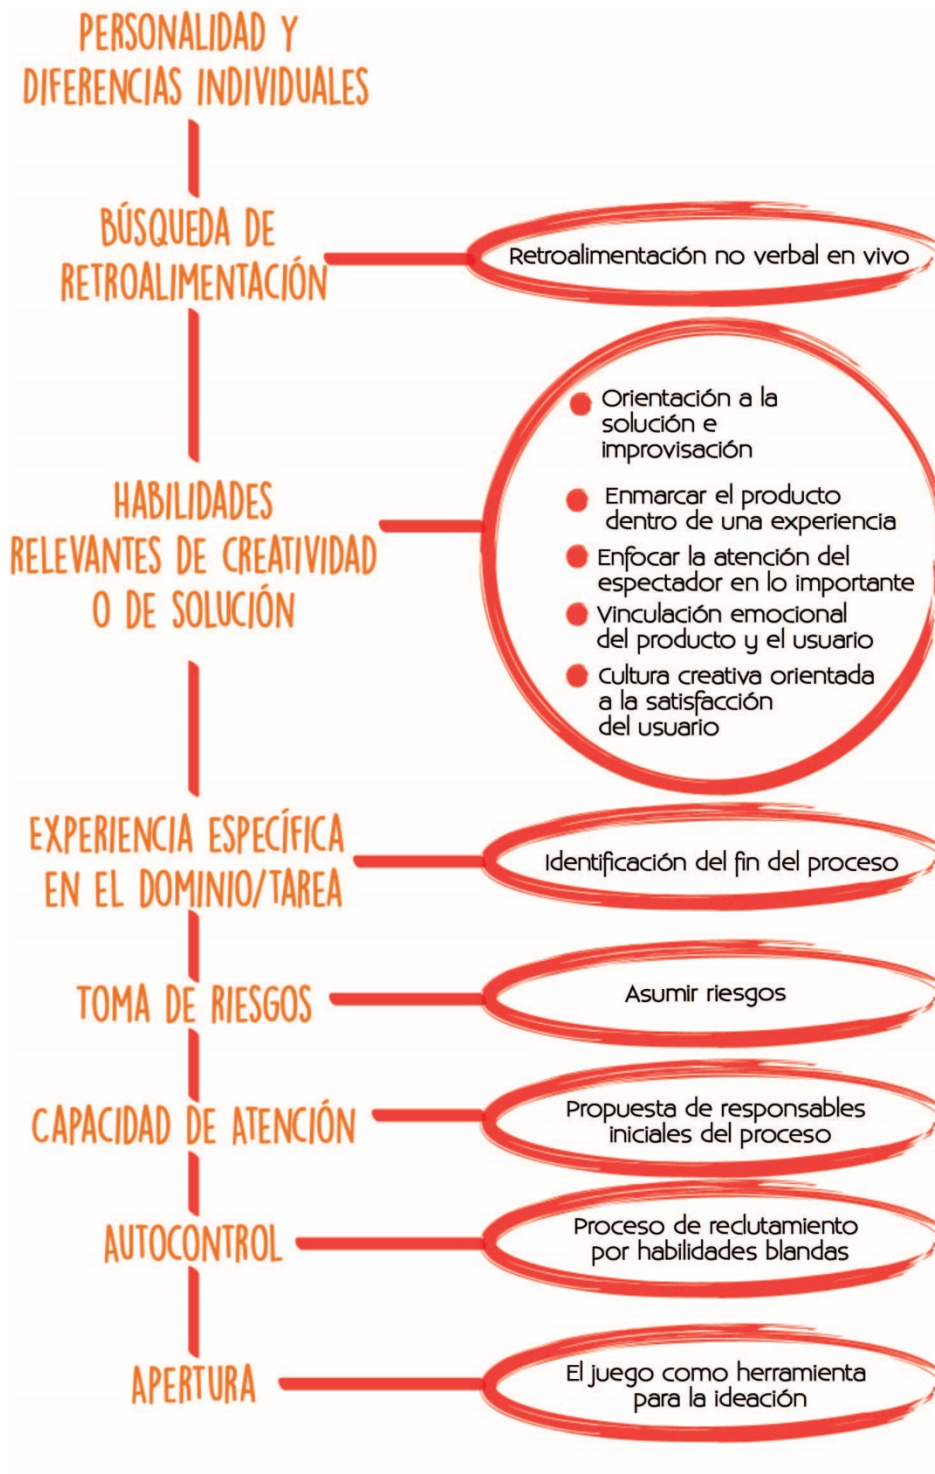 PERSONALIDAD Y
DIFERENCIAS INDIVIDUALES
BÚSQUEDA DE
RETROALIMENTACIÓN
Retroalimentación no verbal en vivo
HABILIDADES
RELEVANTES DE CREATIVIDAD
O DE SOLUCIÓN
Orientación a la
solución e
improvisación
Enmarcar el producto
dentro de una experiencia
Enfocar la atención del
espectador en lo importante
Vinculación emocional
del producto y el usuario
Cultura creativa orientada
a la satisfacción
del usuario
EXPERIENCIA ESPECÍFICA
EN EL DOMINIO/TAREA
Identificación del fin del proceso
TOMA DE RIESGOS
Asumir riesgos
CAPACIDAD DE ATENCIÓN
Propuesta de responsables
iniciales del proceso
AUTOCONTROL
Proceso de reclutamiento
por habilidades blandas
APERTURA
El juego como herramienta
para la ideación